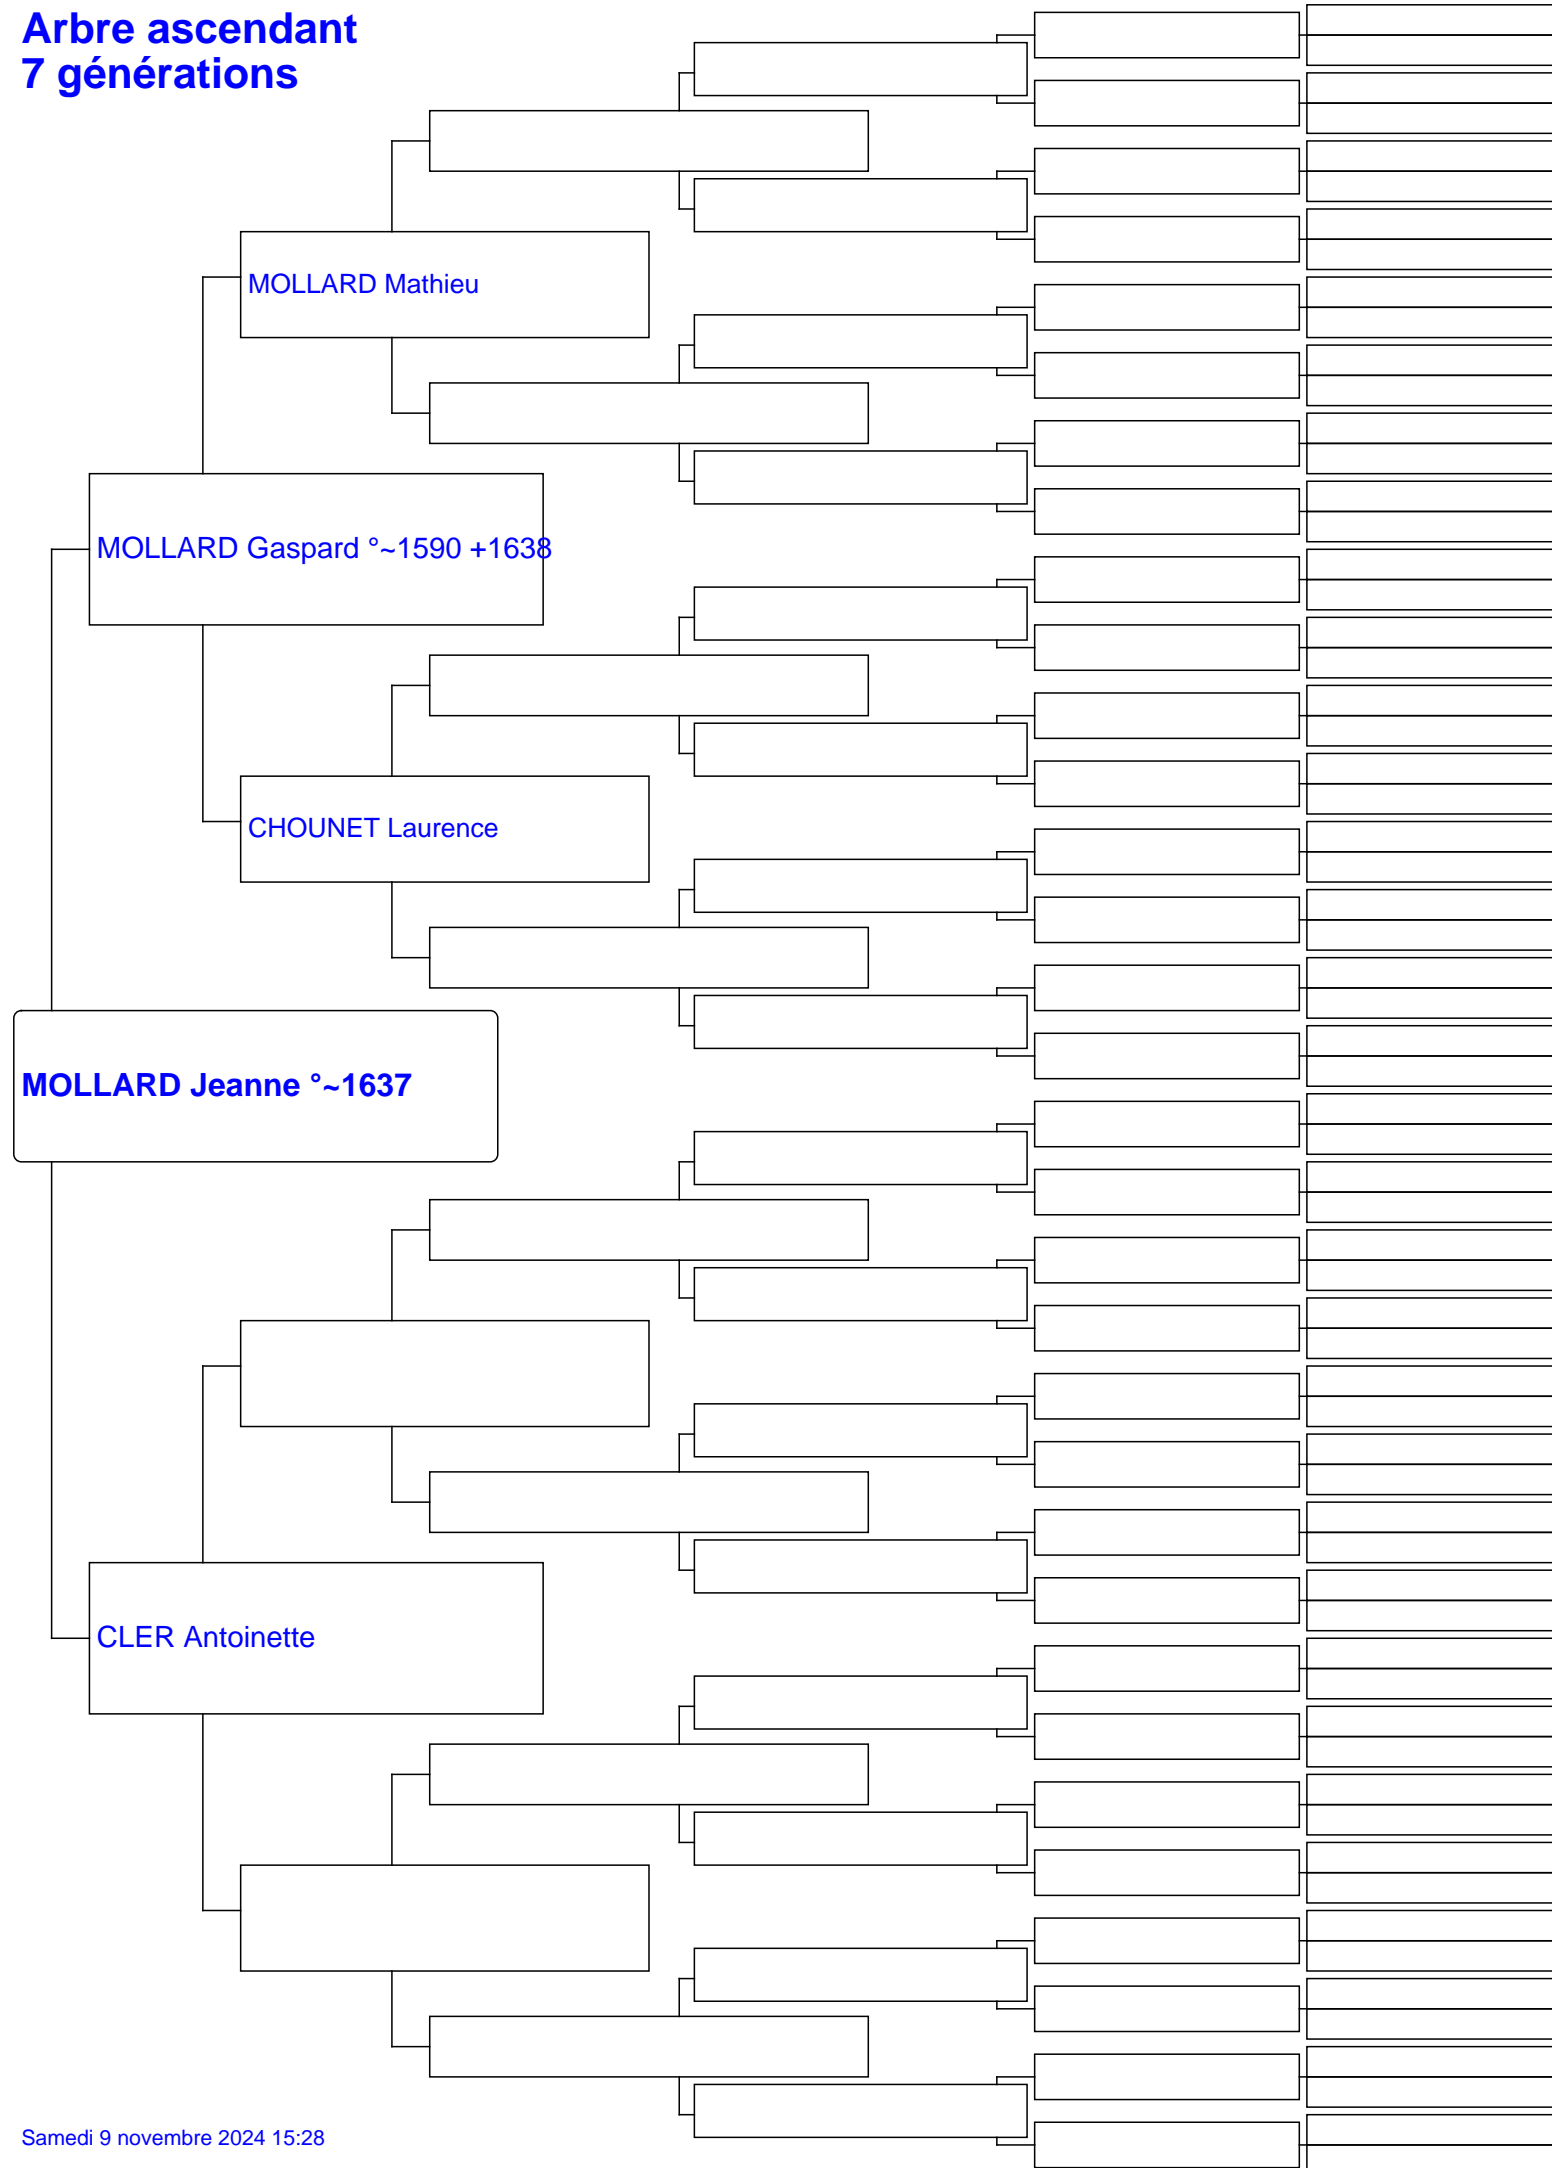 Arbre ascendant
7 générations
MOLLARD Mathieu
MOLLARD Gaspard °~1590 +1638
CHOUNET Laurence
MOLLARD Jeanne °~1637
CLER Antoinette
Samedi 9 novembre 2024 15:28